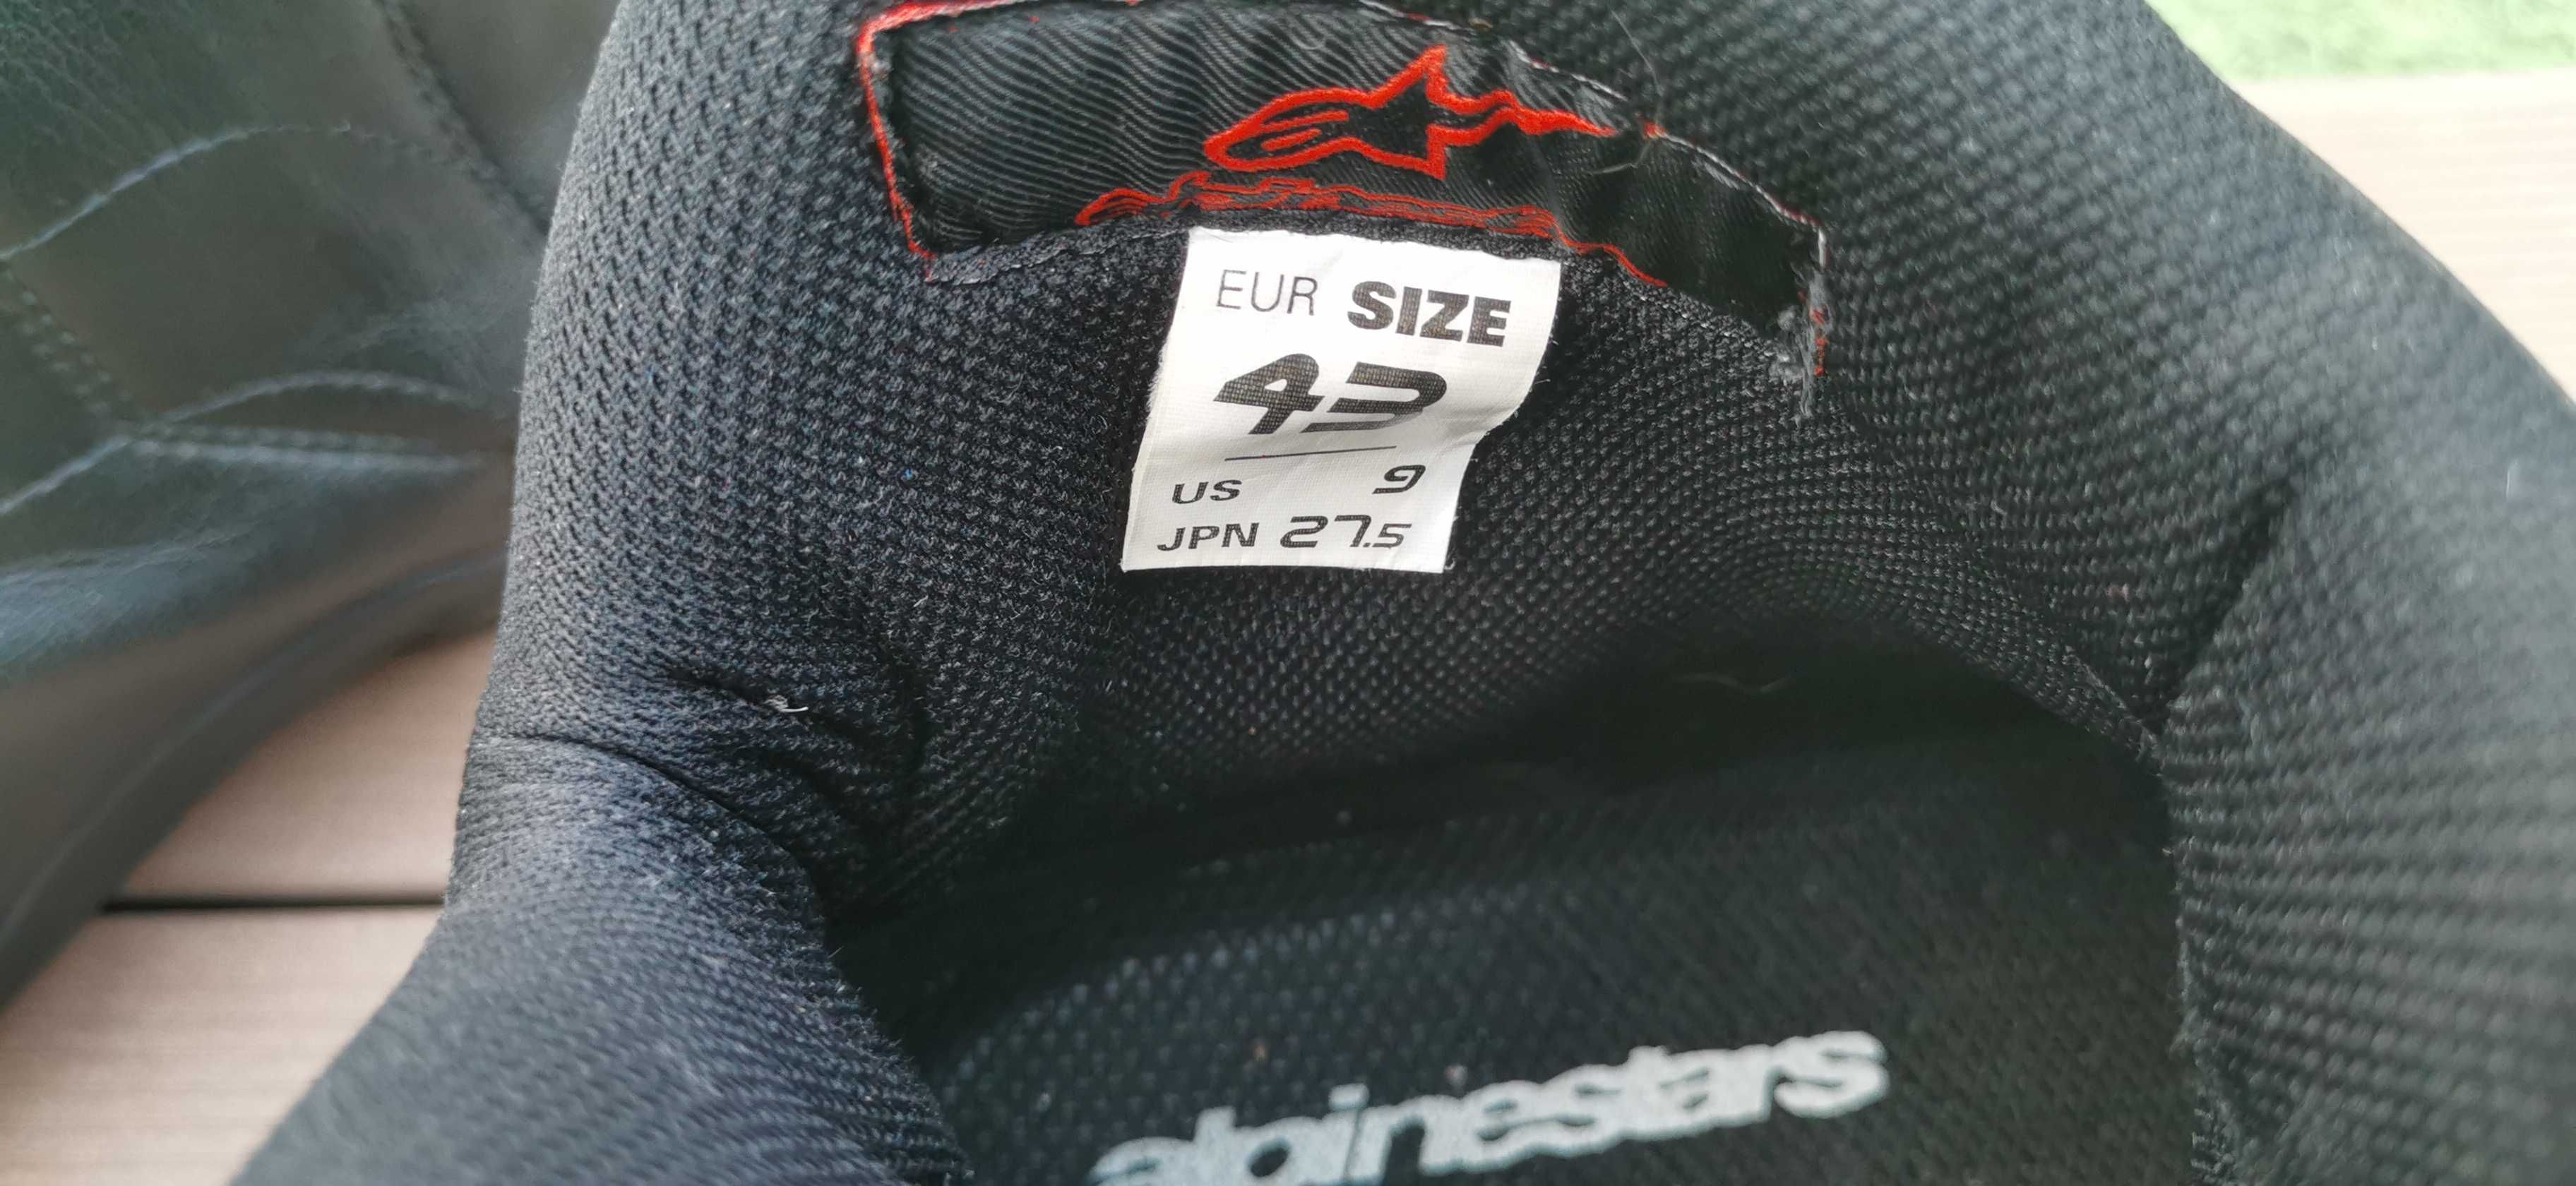 EUR SIZE
43
US 9
JPN 27.5
alpinestars